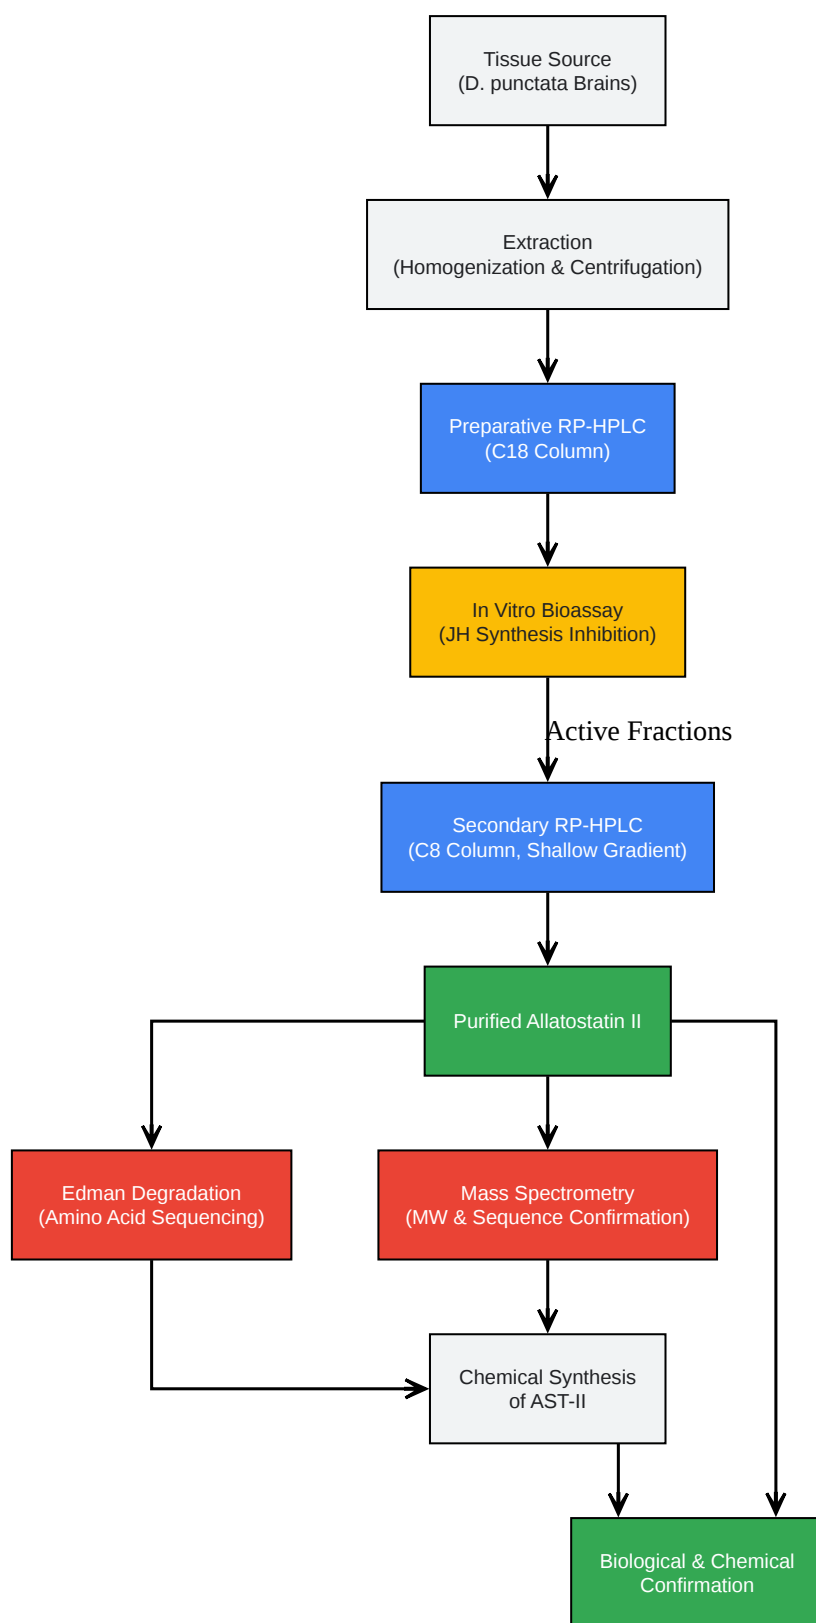 Tissue Source
(D. punctata Brains)
Extraction
(Homogenization & Centrifugation)
Preparative RP-HPLC
(C18 Column)
In Vitro Bioassay
(JH Synthesis Inhibition)
Active Fractions
Secondary RP-HPLC
(C8 Column, Shallow Gradient)
Purified Allatostatin II
Edman Degradation
(Amino Acid Sequencing)
Mass Spectrometry
(MW & Sequence Confirmation)
Chemical Synthesis
of AST-II
Biological & Chemical
Confirmation